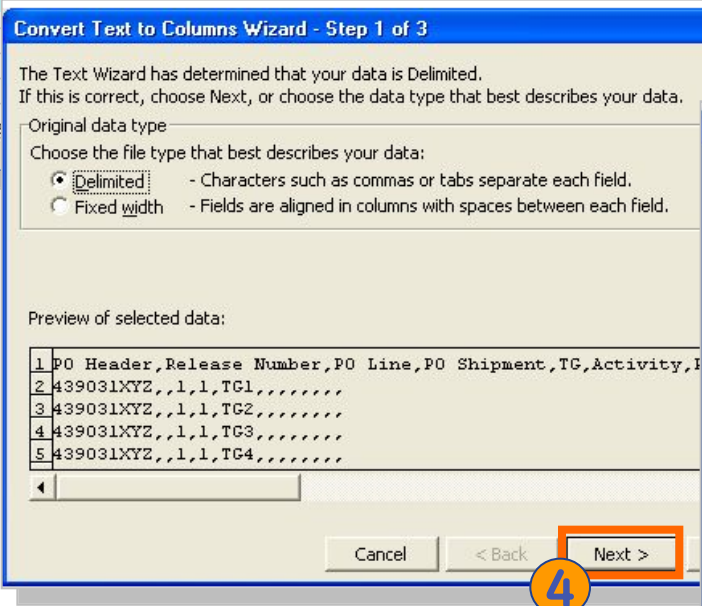 Convert Text to Columns Wizard - Step 1 of 3
The Text Wizard has determined that your data is Delimited.
If this is correct, choose Next, or choose the data type that best describes your data.
Original data type
Choose the file type that best describes your data:
Delimited - Characters such as commas or tabs separate each field.
Fixed width - Fields are aligned in columns with spaces between each field.
Preview of selected data:
1 PO Header,Release Number,PO Line,PO Shipment,TG,Activity,
2 439031XYZ,,1,1,TG1,,,,,,,,
3 439031XYZ,,1,1,TG2,,,,,,,,
4 439031XYZ,,1,1,TG3,,,,,,,,
5 439031XYZ,,1,1,TG4,,,,,,,,
Cancel < Back Next >
4